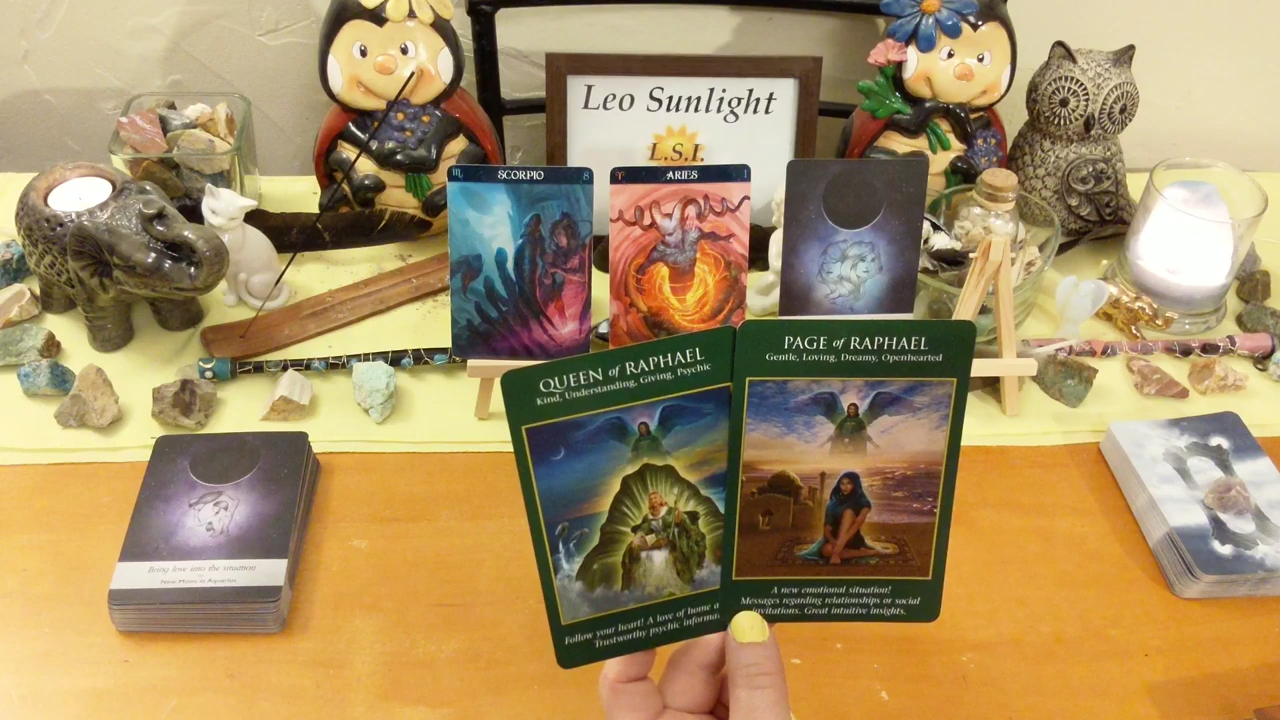 Leo Sunlight
L.S.I.
SCORPIO 8
ARIES 1
QUEEN of RAPHAEL
Kind, Understanding, Giving, Psychic
Follow your heart! A love of home
Trustworthy psychic
PAGE of RAPHAEL
Gentle, Loving, Dreamy, Openhearted
A new emotional situation!
Messages regarding relationships or social
invitations. Great intuitive insights.
Being love into the situation
New Moon in Aquarius